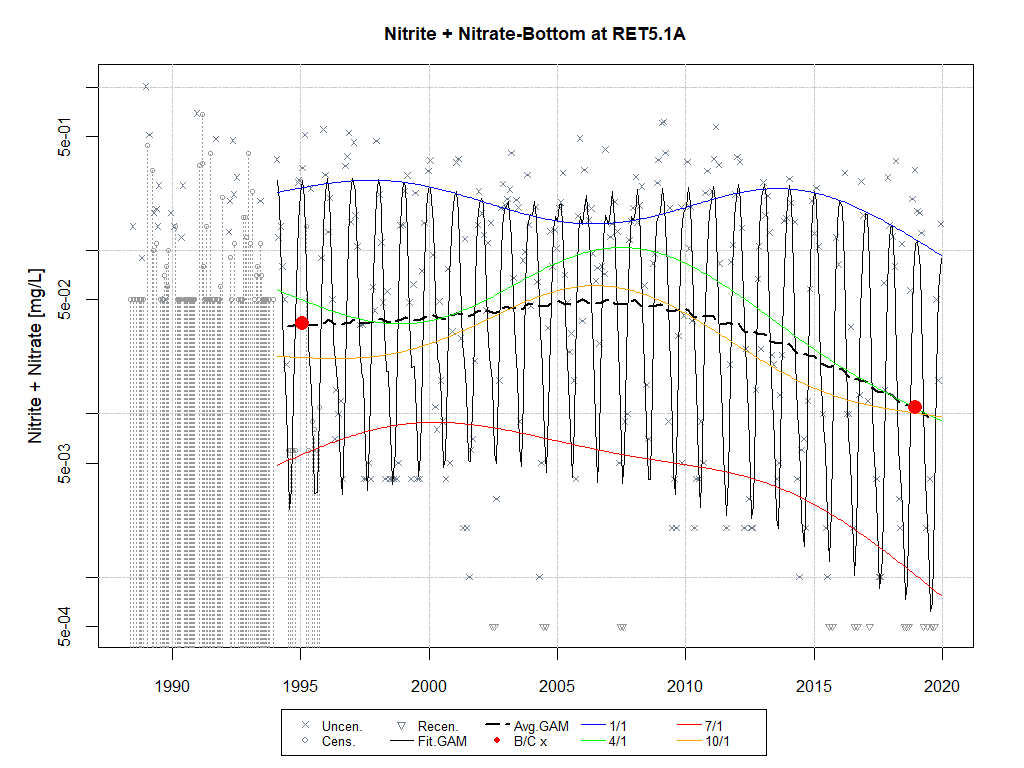 Nitrite + Nitrate-Bottom at RET5.1A
Nitrite + Nitrate [mg/L]
5e-01
5e-02
5e-03
5e-04
1990 1995 2000 2005 2010 2015 2020
Uncen. Recen. Avg.GAM 1/1 7/1
Cens. Fit.GAM B/C x 4/1 10/1